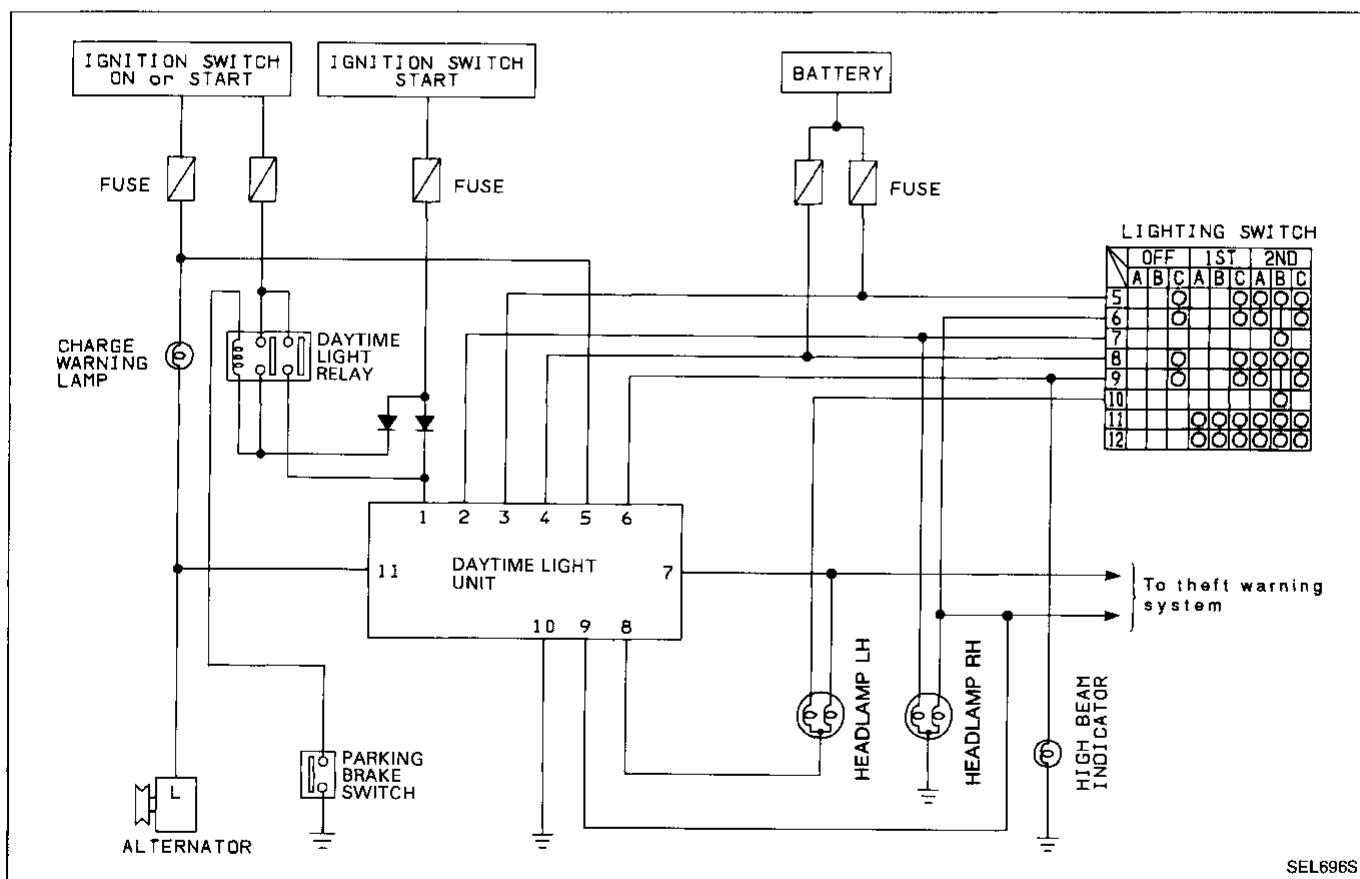 IGNITION SWITCH
ON or START
IGNITION SWITCH
START
BATTERY
FUSE
FUSE
FUSE
LIGHTING SWITCH
OFF 1ST 2ND
A B C A B C A B C
5
6
7
8
9
10
11
12
CHARGE
WARNING
LAMP
DAYTIME
LIGHT
RELAY
1 2 3 4 5 6
11 DAYTIME LIGHT
UNIT 7
10 9 8
To theft warning
system
HEADLAMP LH
HEADLAMP RH
HIGH BEAM
INDICATOR
PARKING
BRAKE
SWITCH
L
ALTERNATOR
SEL696S